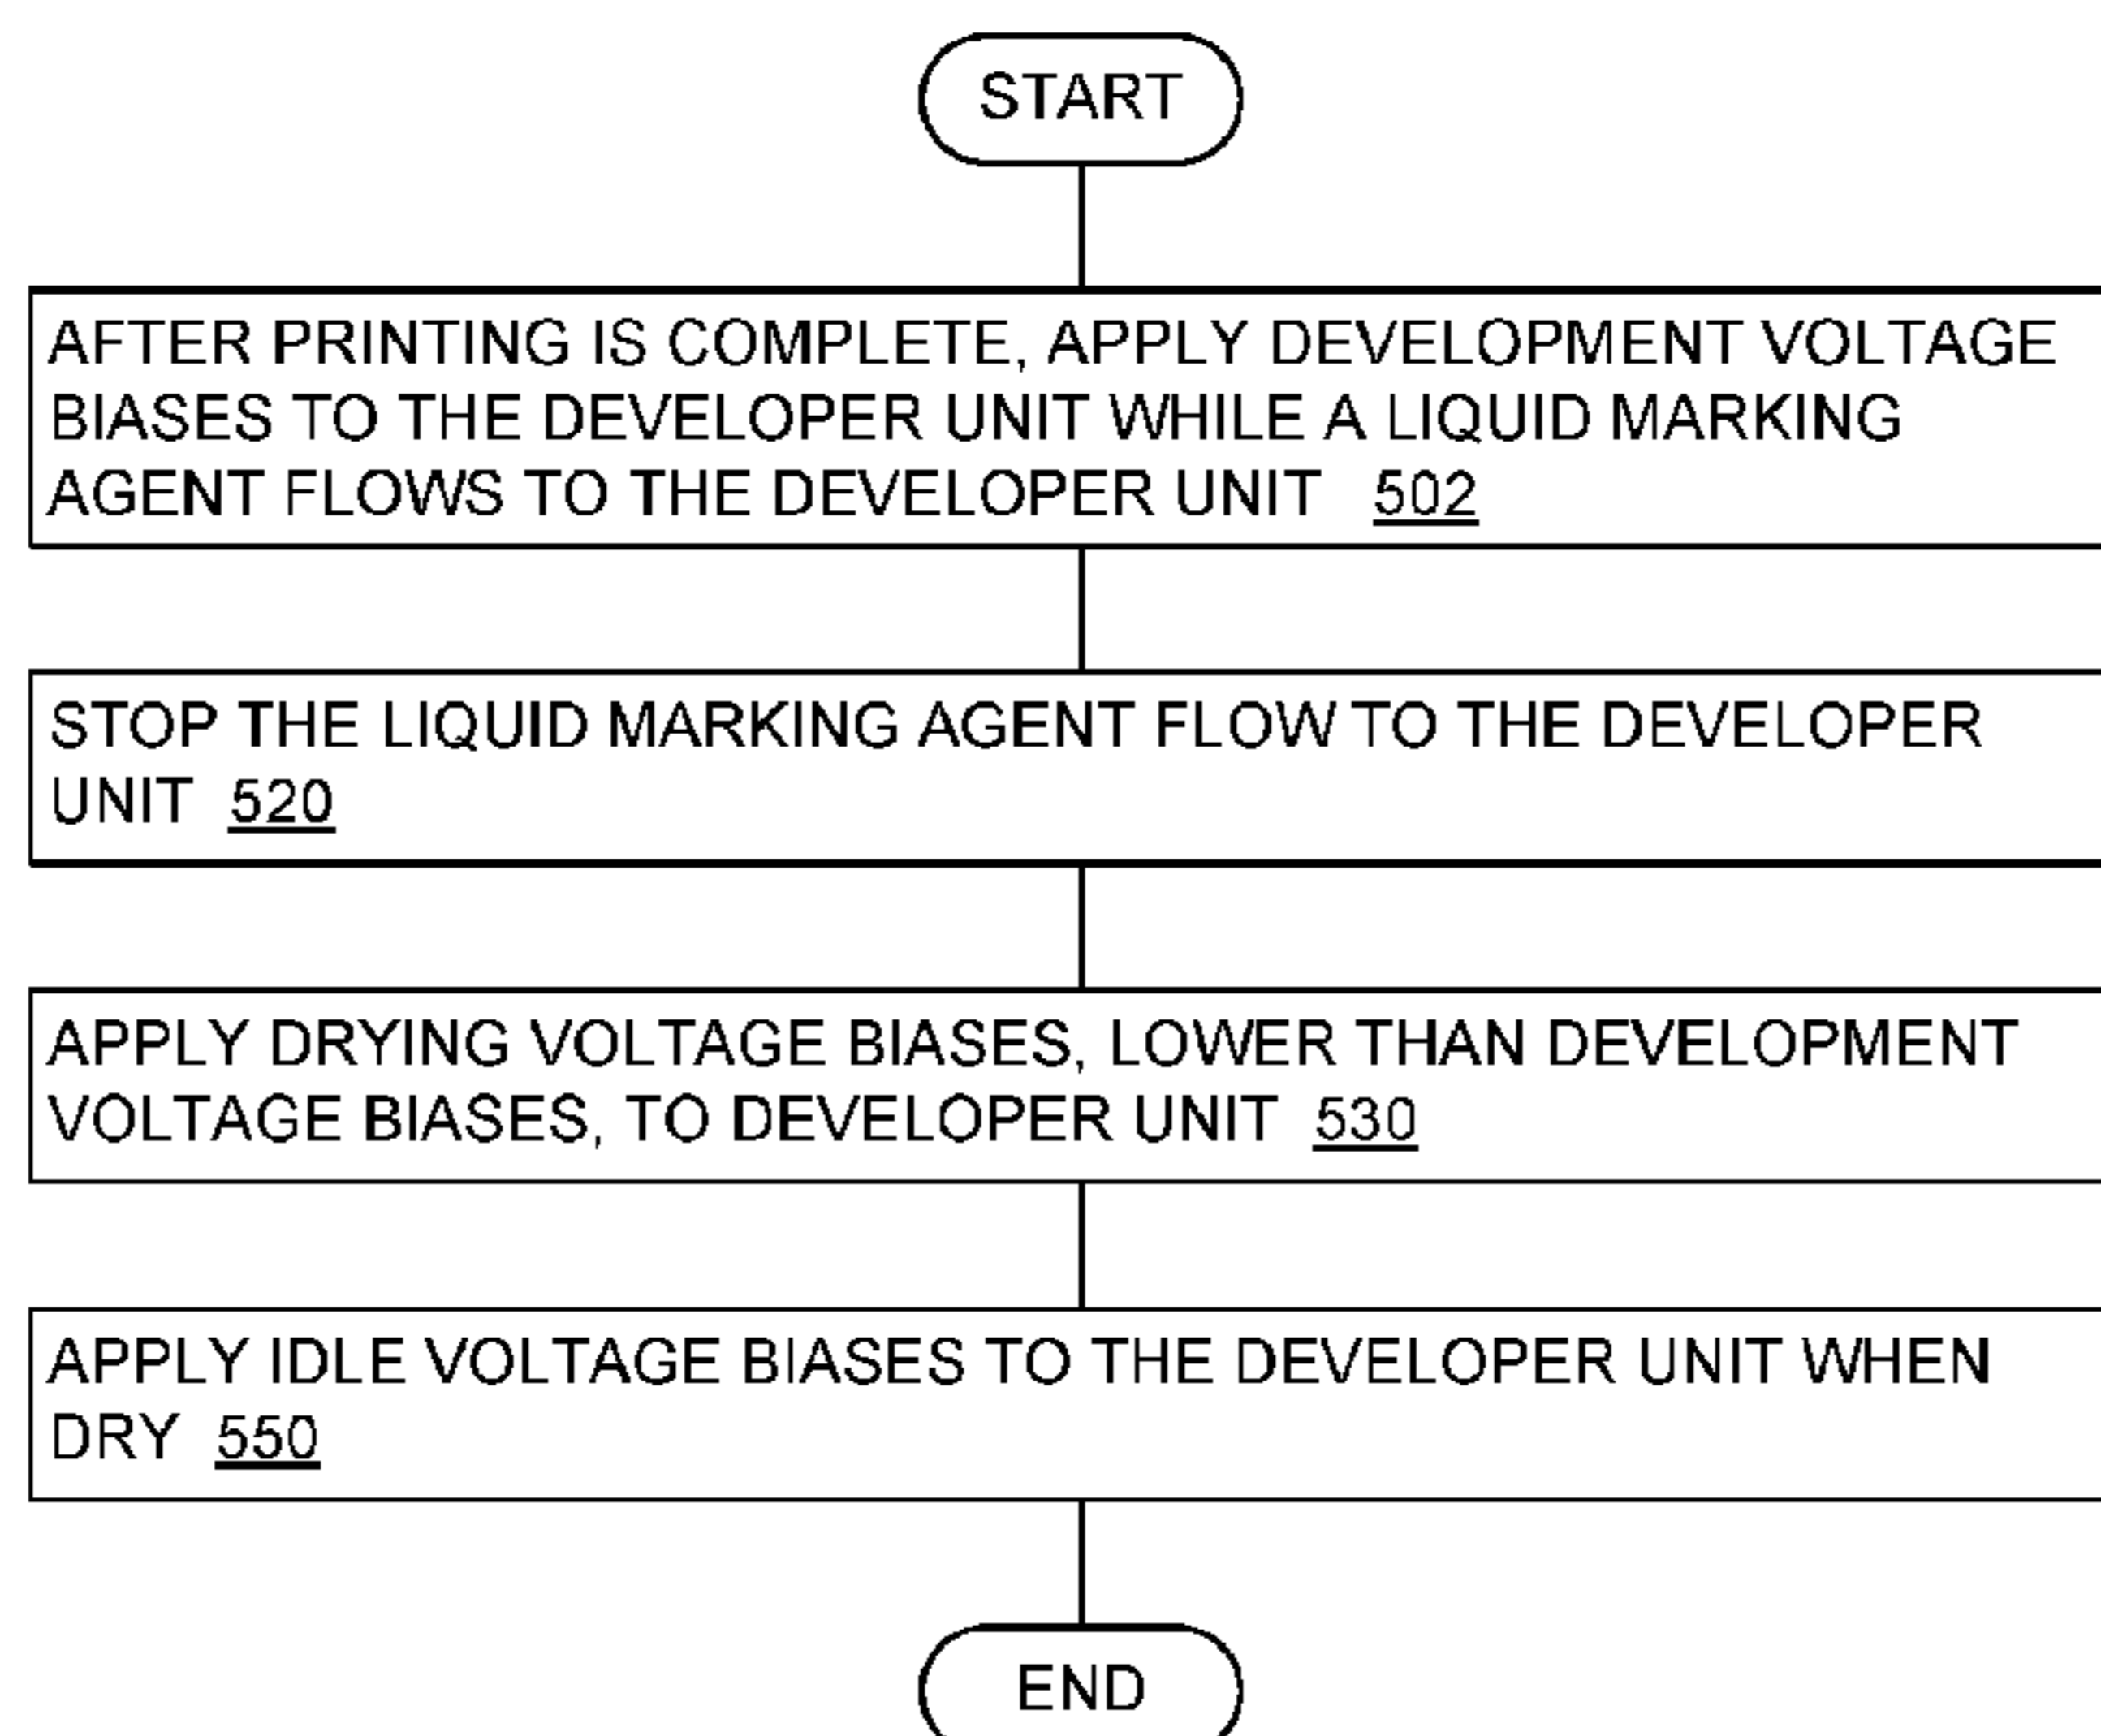 START
AFTER PRINTING IS COMPLETE, APPLY DEVELOPMENT VOLTAGE
BIASES TO THE DEVELOPER UNIT WHILE A LIQUID MARKING
AGENT FLOWS TO THE DEVELOPER UNIT 502
STOP THE LIQUID MARKING AGENT FLOW TO THE DEVELOPER
UNIT 520
APPLY DRYING VOLTAGE BIASES, LOWER THAN DEVELOPMENT
VOLTAGE BIASES, TO DEVELOPER UNIT 530
APPLY IDLE VOLTAGE BIASES TO THE DEVELOPER UNIT WHEN
DRY 550
END